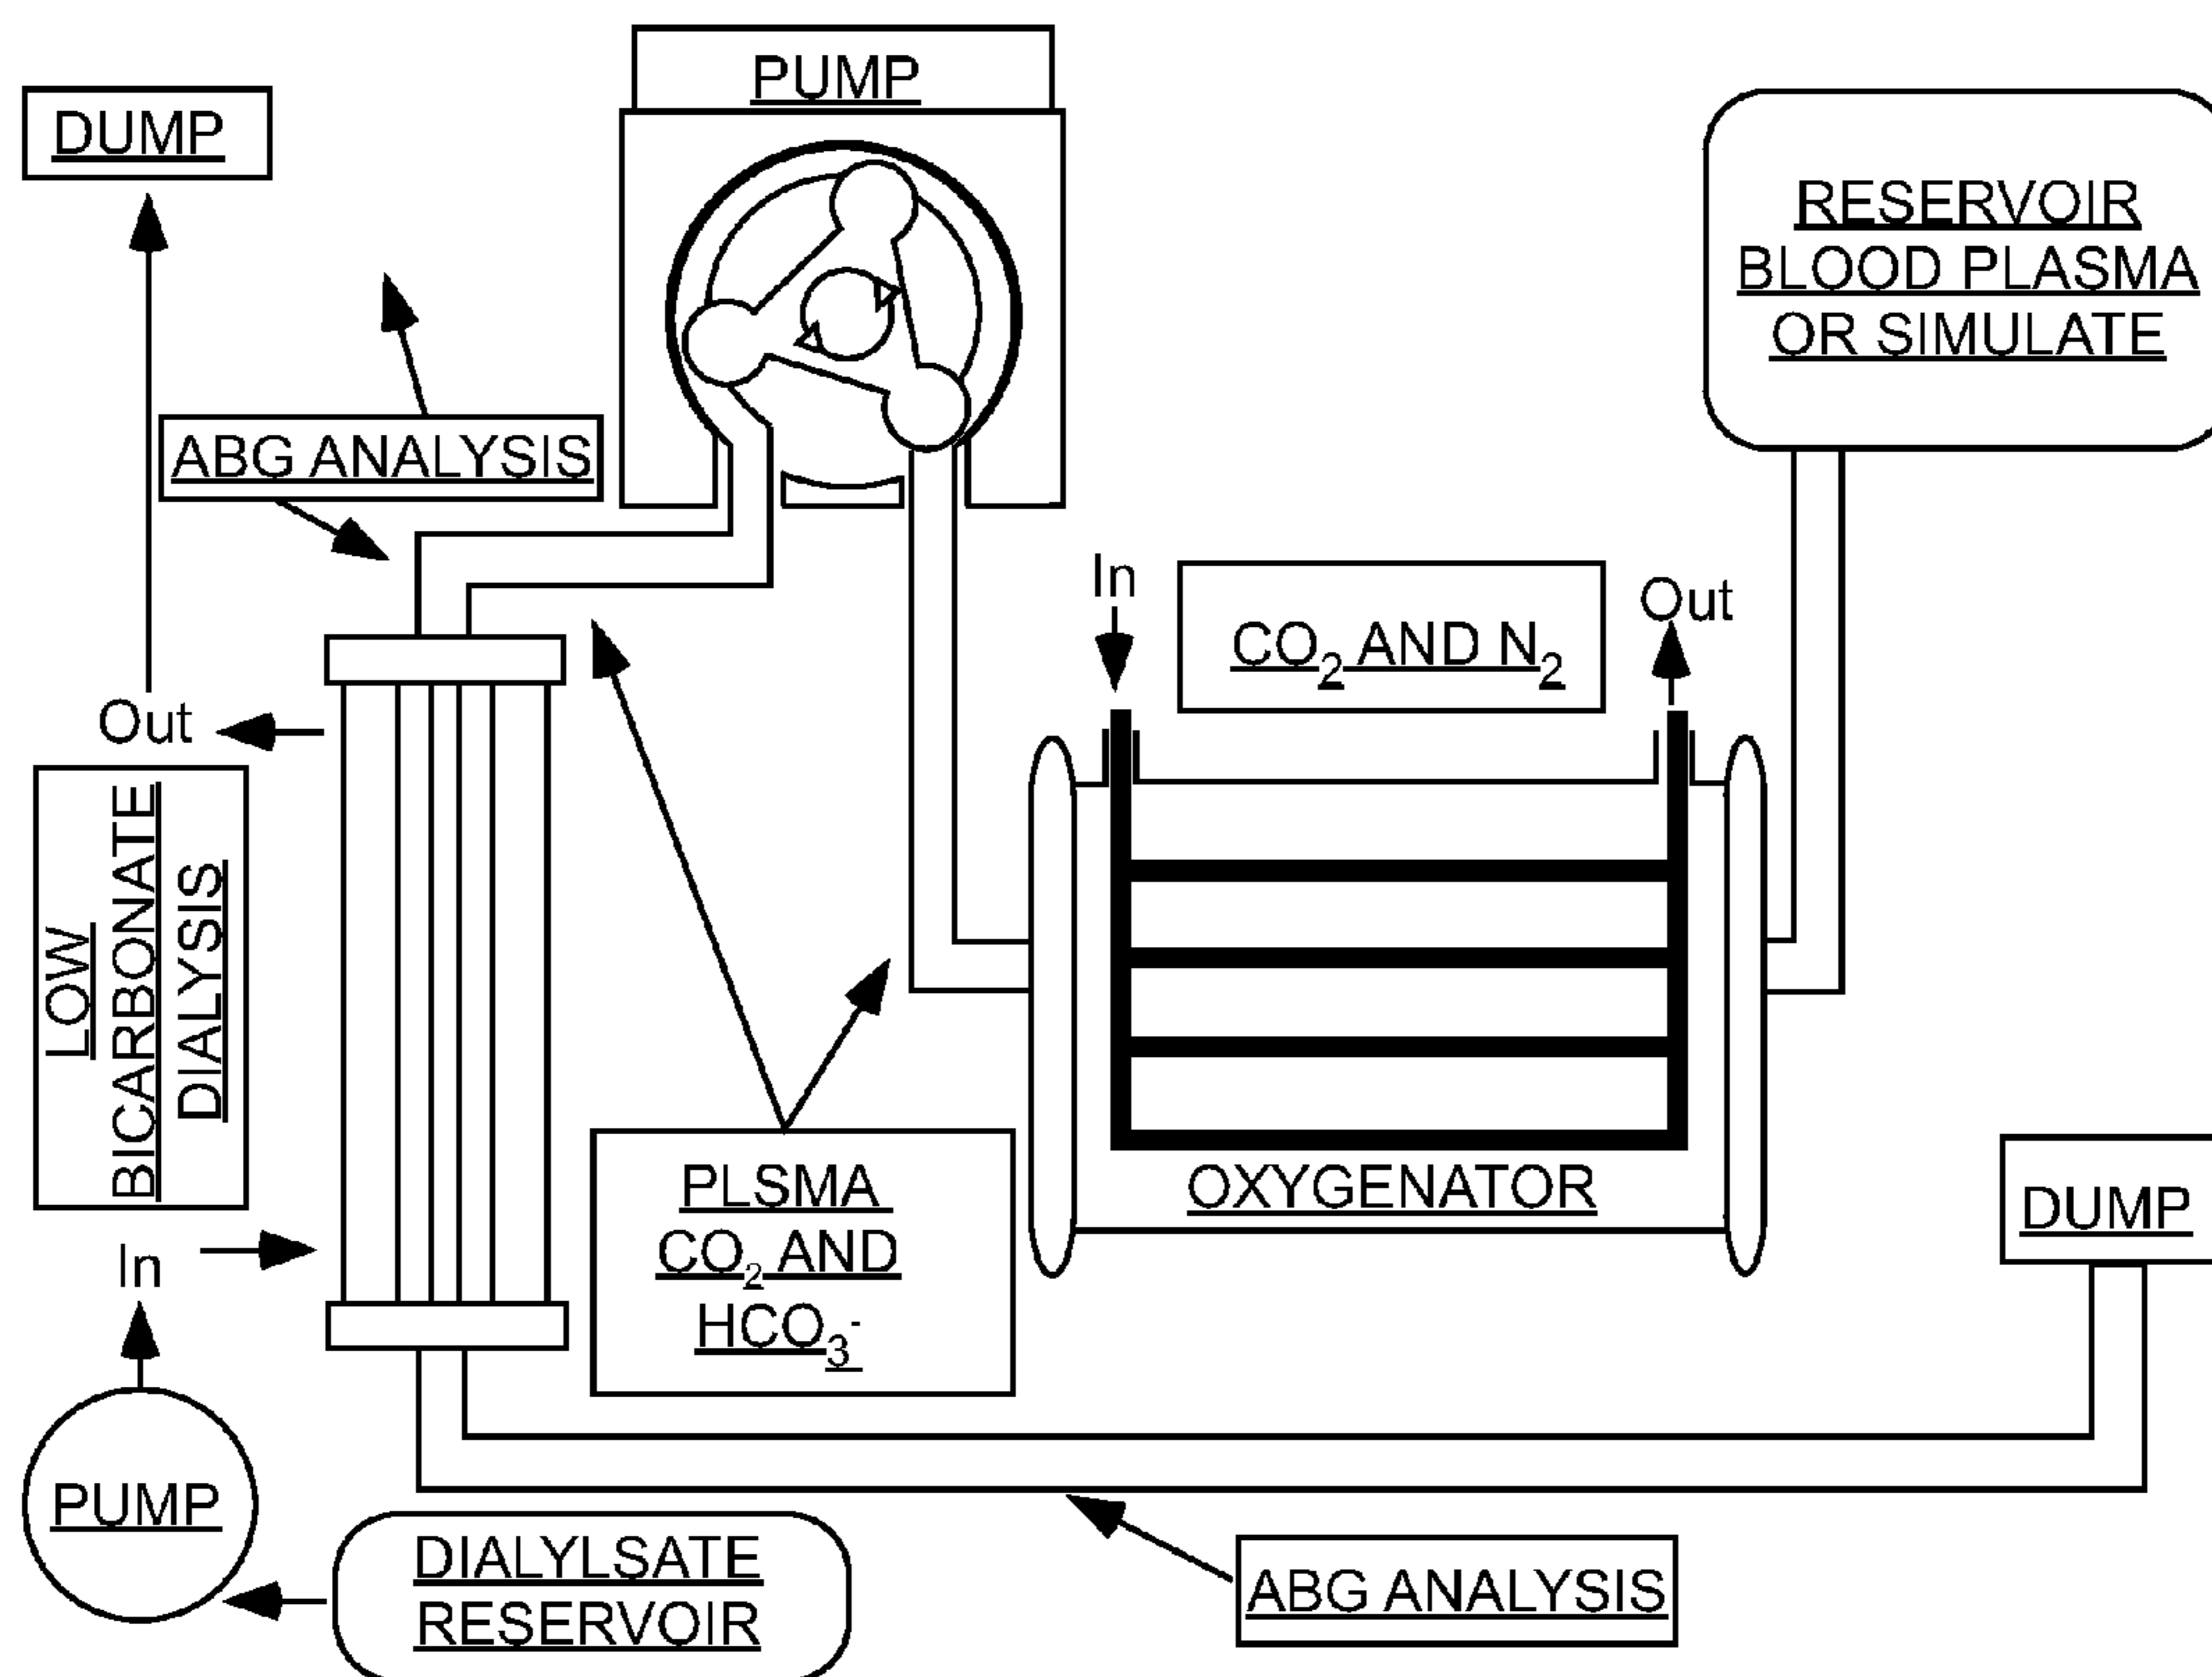 PUMP
DUMP
RESERVOIR
BLOOD PLASMA
OR SIMULATE
ABG ANALYSIS
In
CO₂ AND N₂
Out
Out
LOW
BICARBONATE
DIALYSIS
In
PLSMA
CO₂ AND
HCO₃⁻
OXYGENATOR
DUMP
PUMP
DIALYLSATE
RESERVOIR
ABG ANALYSIS